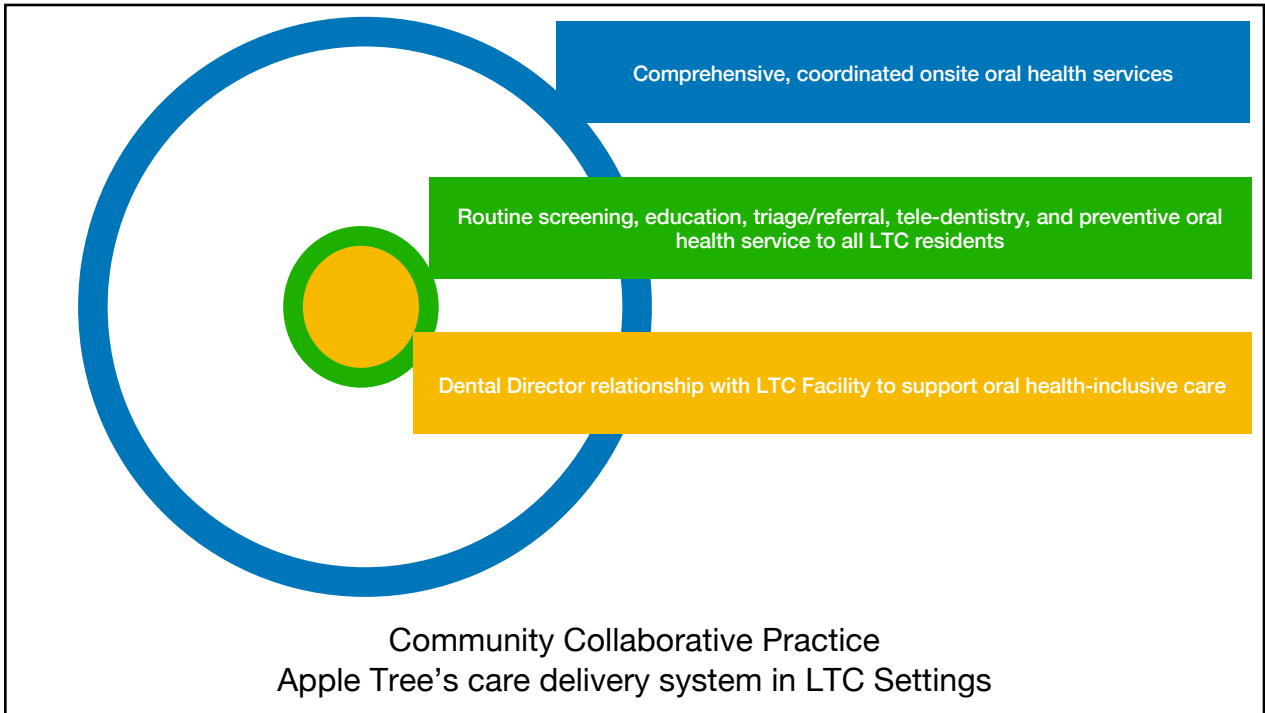 Comprehensive, coordinated onsite oral health services
Routine screening, education, triage/referral, tele-dentistry, and preventive oral
health service to all LTC residents
Dental Director relationship with LTC Facility to support oral health-inclusive care
Community Collaborative Practice
Apple Tree’s care delivery system in LTC Settings